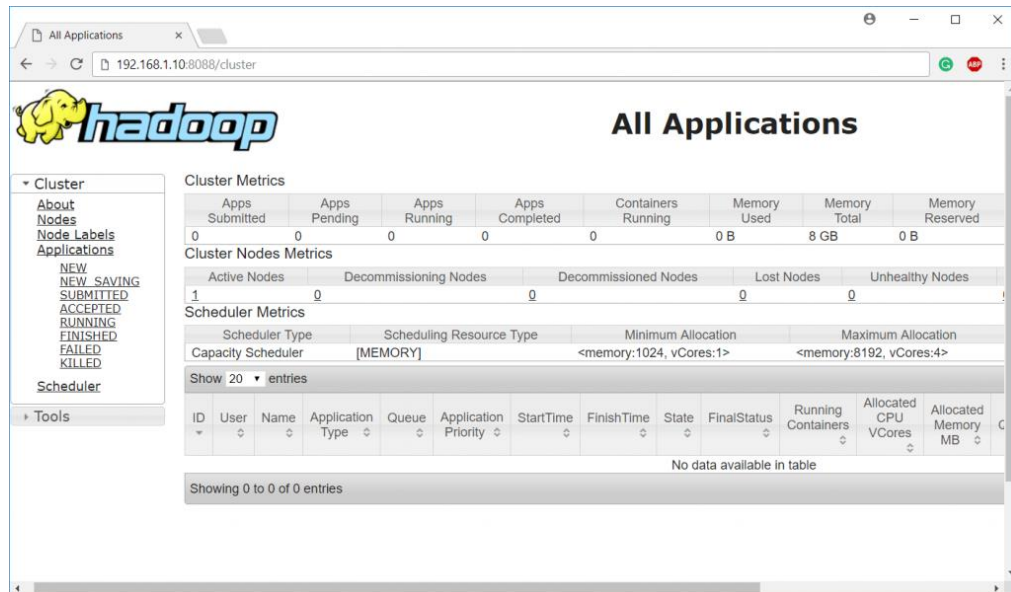 All Applications
192.168.1.10:8088/cluster
ABP
hadoop
All Applications
Cluster
About
Nodes
Node Labels
Applications
NEW
NEW_SAVING
SUBMITTED
ACCEPTED
RUNNING
FINISHED
FAILED
KILLED
Scheduler
Tools
Cluster Metrics
Apps Submitted Apps Pending Apps Running Apps Completed Containers Running Memory Used Memory Total Memory Reserved
0 0 0 0 0 0 B 8 GB 0 B
Cluster Nodes Metrics
Active Nodes Decommissioning Nodes Decommissioned Nodes Lost Nodes Unhealthy Nodes
1 0 0 0 0
Scheduler Metrics
Scheduler Type Scheduling Resource Type Minimum Allocation Maximum Allocation
Capacity Scheduler [MEMORY] <memory:1024, vCores:1> <memory:8192, vCores:4>
Show 20 entries
ID User Name Application Type Queue Application Priority StartTime FinishTime State FinalStatus Running Containers Allocated CPU VCores Allocated Memory MB
No data available in table
Showing 0 to 0 of 0 entries